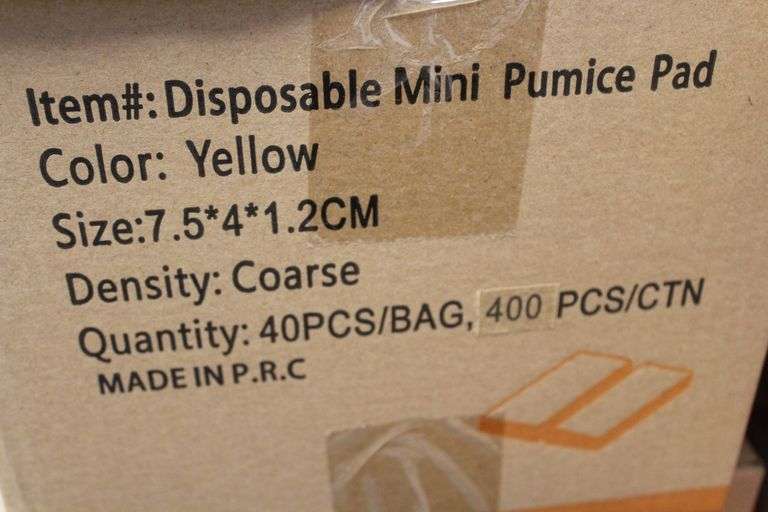 Item#: Disposable Mini Pumice Pad
Color: Yellow
Size:7.5*4*1.2CM
Density: Coarse
Quantity: 40PCS/BAG, 400 PCS/CTN
MADE IN P.R.C